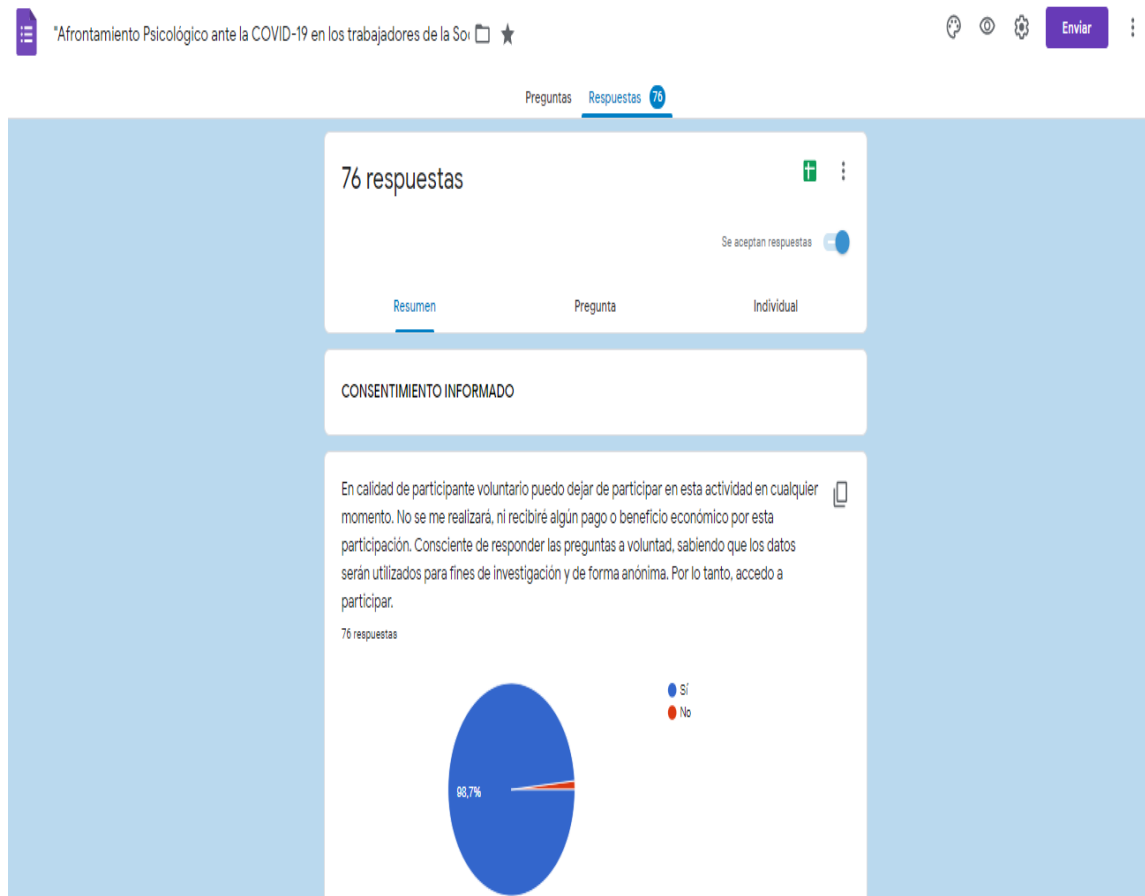 "Afrontamiento Psicológico ante la COVID-19 en los trabajadores de la So
Enviar
Preguntas Respuestas 76
76 respuestas
Se aceptan respuestas
Resumen Pregunta Individual
CONSENTIMIENTO INFORMADO
En calidad de participante voluntario puedo dejar de participar en esta actividad en cualquier
momento. No se me realizará, ni recibiré algún pago o beneficio económico por esta
participación. Consciente de responder las preguntas a voluntad, sabiendo que los datos
serán utilizados para fines de investigación y de forma anónima. Por lo tanto, accedo a
participar.
76 respuestas
Sí
No
98,7%